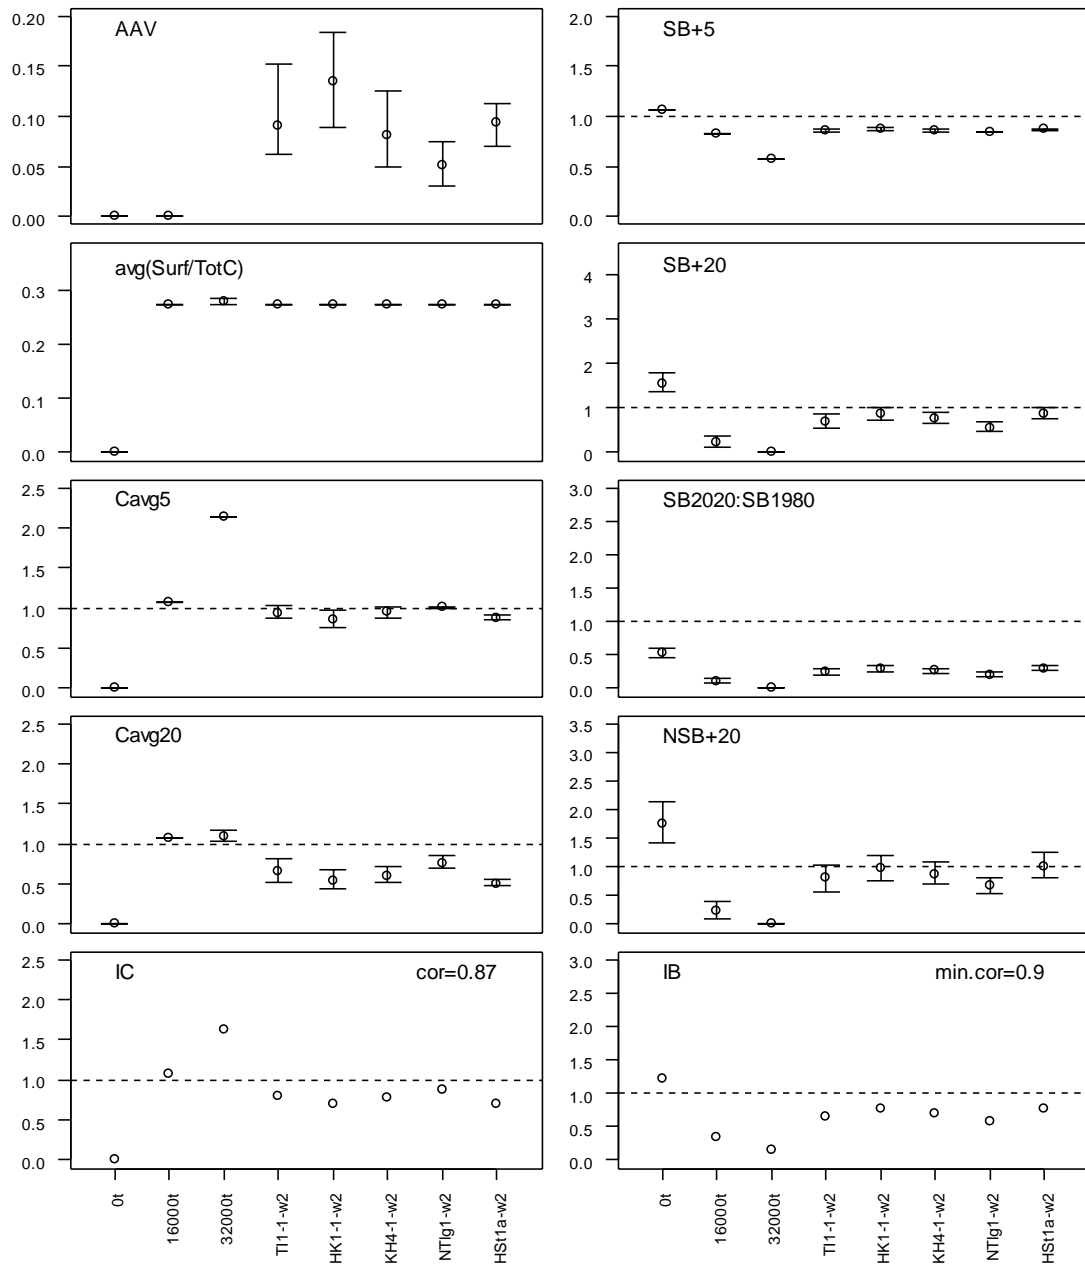 AAV
0.20
0.15
0.10
0.05
0.00
SB+5
2.0
1.5
1.0
0.5
0.0
avg(Surf/TotC)
0.3
0.2
0.1
0.0
SB+20
4
3
2
1
0
Cavg5
2.5
2.0
1.5
1.0
0.5
0.0
SB2020:SB1980
3.0
2.5
2.0
1.5
1.0
0.5
0.0
Cavg20
2.5
2.0
1.5
1.0
0.5
0.0
NSB+20
3.5
3.0
2.5
2.0
1.5
1.0
0.5
0.0
IC cor=0.87
2.5
2.0
1.5
1.0
0.5
0.0
0t
16000t
32000t
TI1-1-w2
HK1-1-w2
KH4-1-w2
NTIg1-w2
HSt1a-w2
IB min.cor=0.9
3.0
2.5
2.0
1.5
1.0
0.5
0.0
0t
16000t
32000t
TI1-1-w2
HK1-1-w2
KH4-1-w2
NTIg1-w2
HSt1a-w2